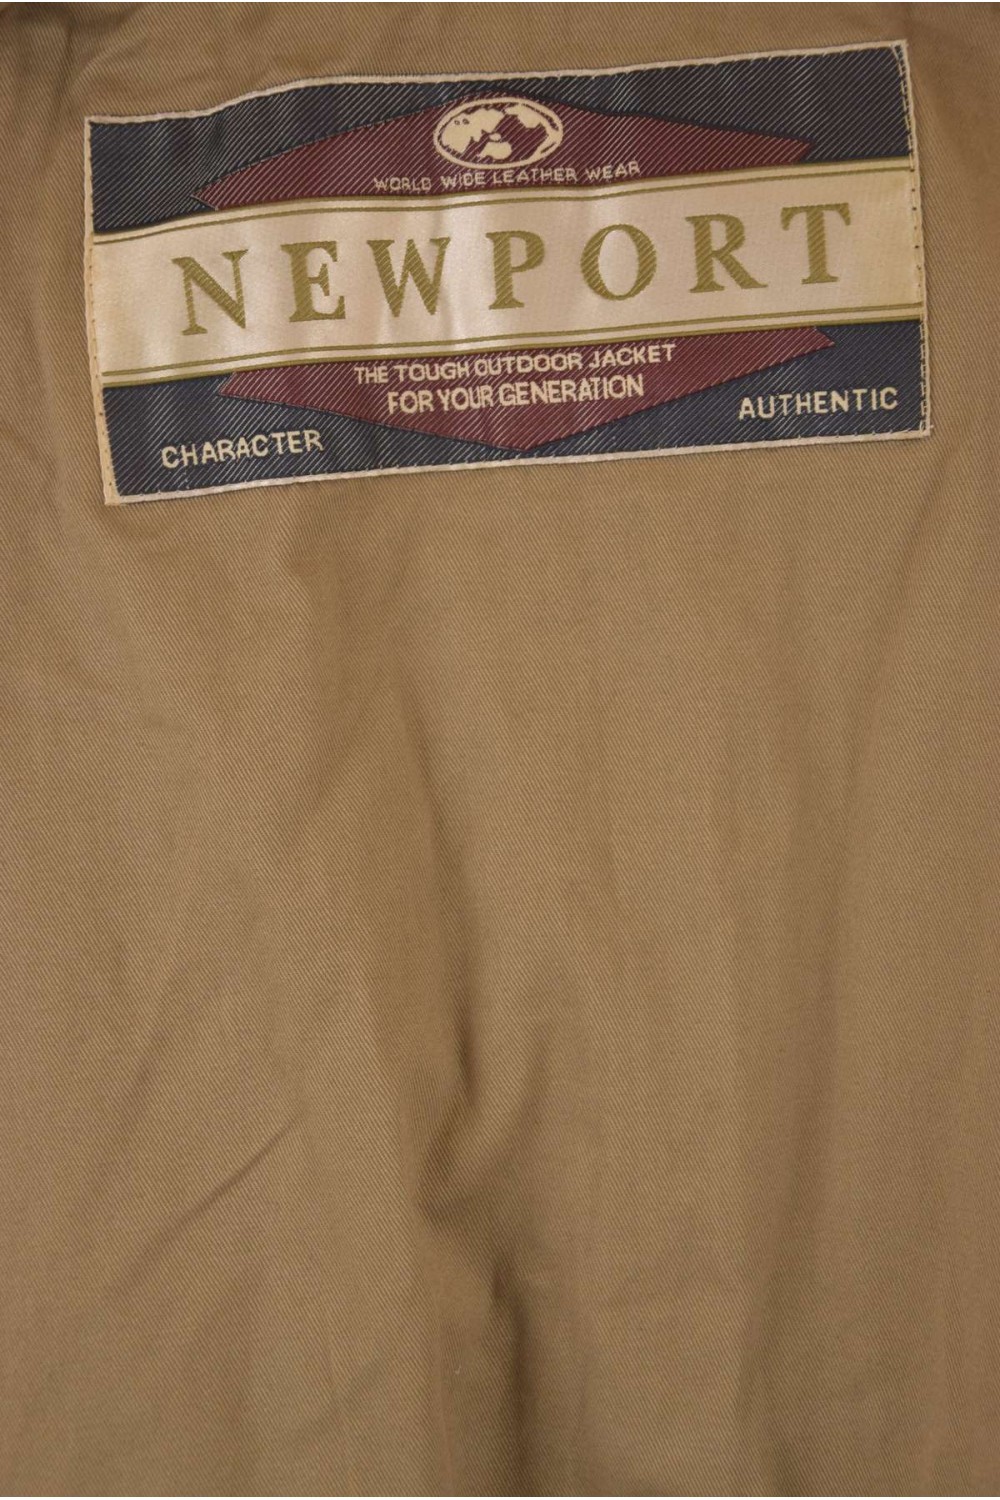 WORLD WIDE LEATHER WEAR
NEWPORT
THE TOUGH OUTDOOR JACKET
FOR YOUR GENERATION
CHARACTER
AUTHENTIC